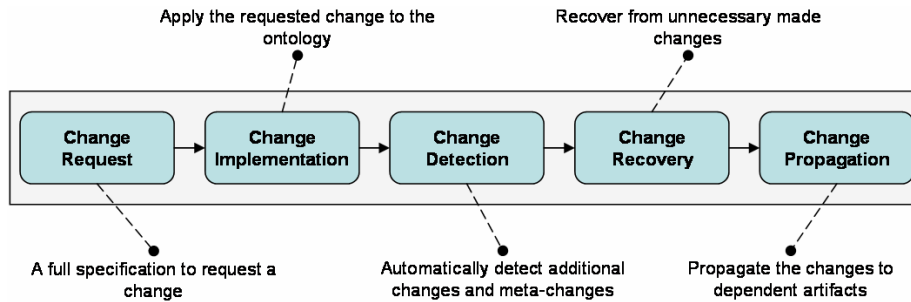 Apply the requested change to the
ontology
Recover from unnecessary made
changes
Change
Request
Change
Implementation
Change
Detection
Change
Recovery
Change
Propagation
A full specification to request a
change
Automatically detect additional
changes and meta-changes
Propagate the changes to
dependent artifacts